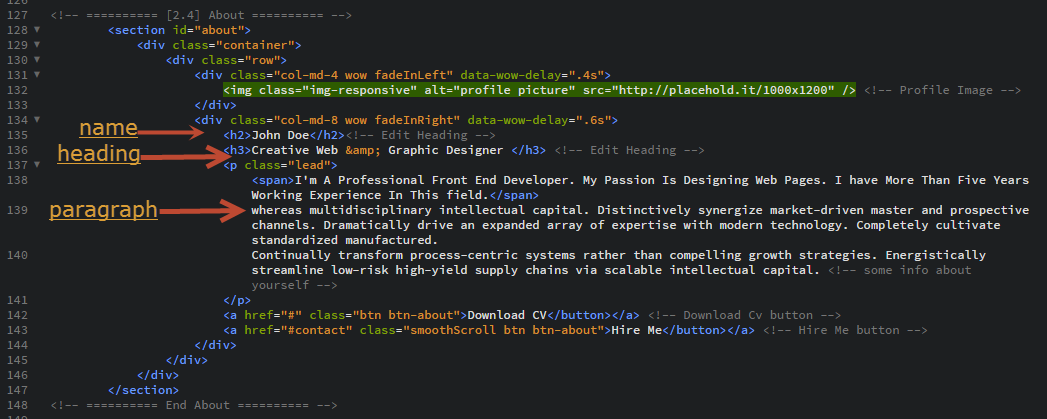 127 <!-- ========== [2.4] About ========== -->
128 <section id="about">
129 <div class="container">
130 <div class="row">
131 <div class="col-md-4 wow fadeInLeft" data-wow-delay=".4s">
132 <img class="img-responsive" alt="profile picture" src="http://placehold.it/1000x1200" /> <!-- Profile Image -->
133 </div>
134 <div class="col-md-8 wow fadeInRight" data-wow-delay=".6s">
name
135 <h2>John Doe</h2><!-- Edit Heading -->
heading
136 <h3>Creative Web &amp; Graphic Designer </h3> <!-- Edit Heading -->
137 <p class="lead">
138 <span>I'm A Professional Front End Developer. My Passion Is Designing Web Pages. I have More Than Five Years
Working Experience In This field.</span>
paragraph
139 whereas multidisciplinary intellectual capital. Distinctively synergize market-driven master and prospective
channels. Dramatically drive an expanded array of expertise with modern technology. Completely cultivate
standardized manufactured.
140 Continually transform process-centric systems rather than compelling growth strategies. Energistically
streamline low-risk high-yield supply chains via scalable intellectual capital. <!-- some info about
yourself -->
141 </p>
142 <a href="#" class="btn btn-about">Download CV</button></a> <!-- Download Cv button -->
143 <a href="#contact" class="smoothScroll btn btn-about">Hire Me</button></a> <!-- Hire Me button -->
144 </div>
145 </div>
146 </div>
147 </section>
148 <!-- ========== End About ========== -->